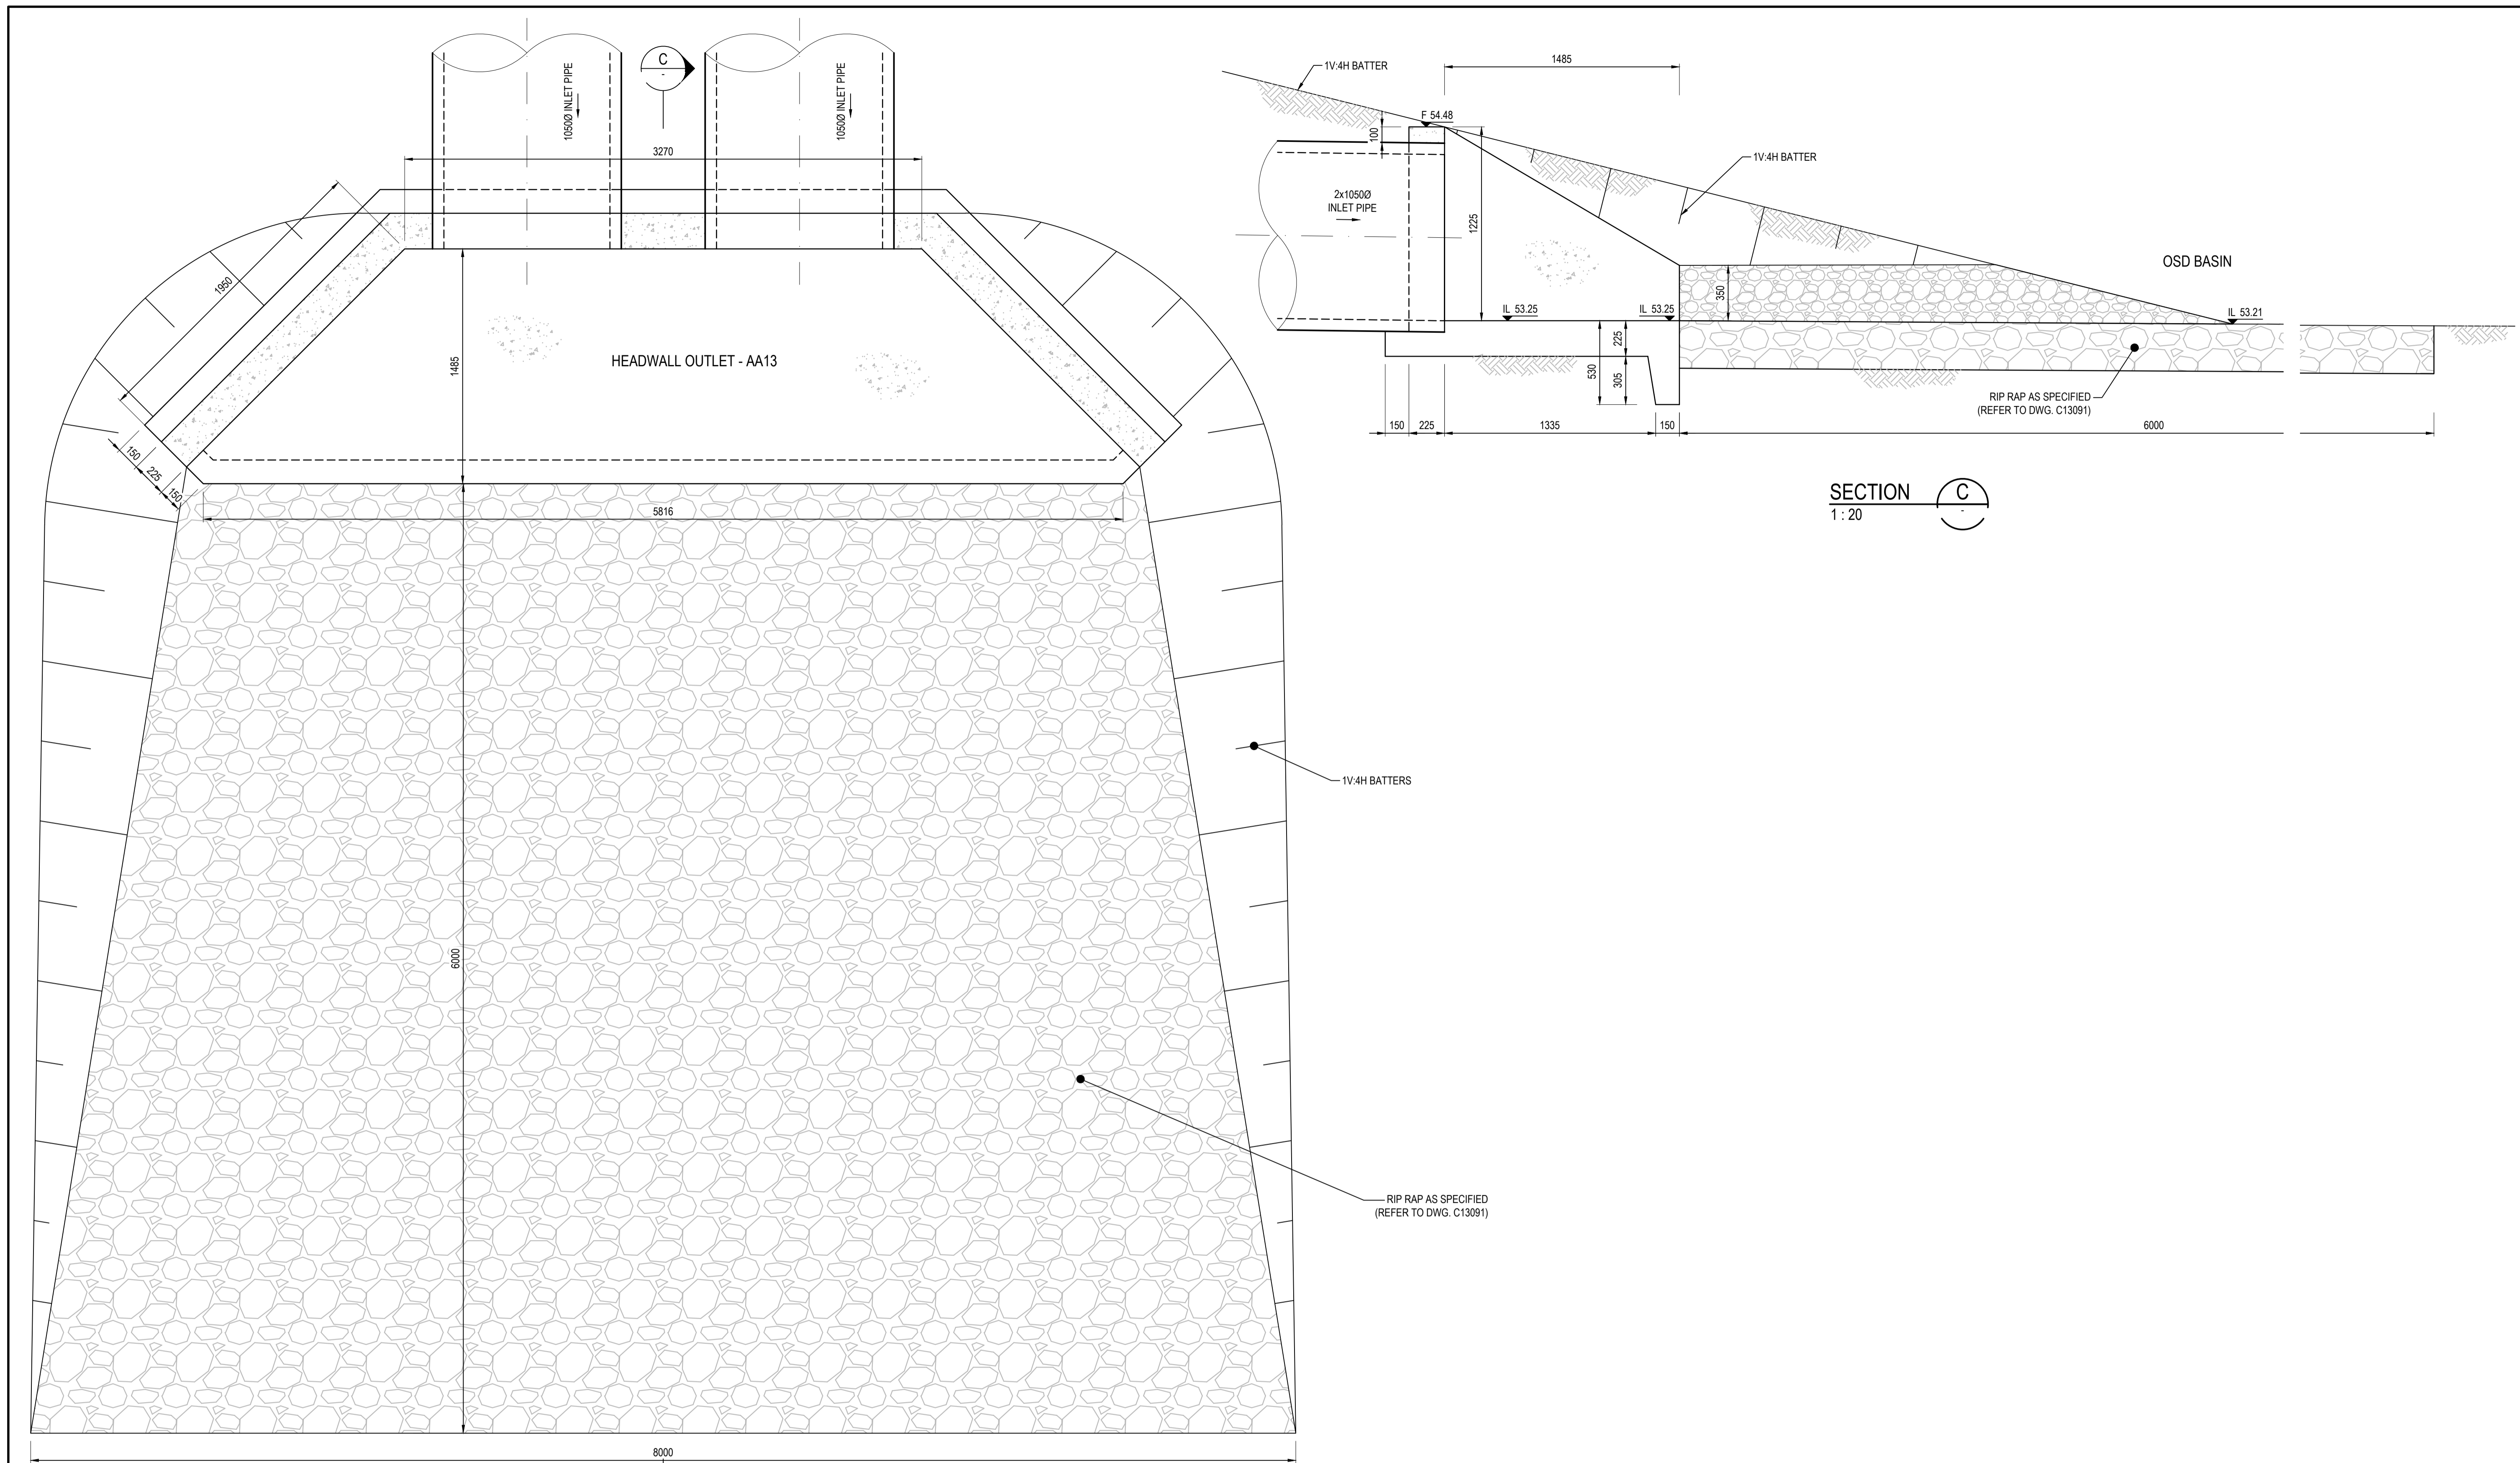 1050Ø INLET PIPE
C
-
1050Ø INLET PIPE
3270
1950
1485
HEADWALL OUTLET - AA13
150
225
150
5816
6000
1V:4H BATTERS
RIP RAP AS SPECIFIED
(REFER TO DWG. C13091)
8000
1V:4H BATTER
1485
F 54.48
100
1V:4H BATTER
2x1050Ø
INLET PIPE
1225
OSD BASIN
350
IL 53.25
IL 53.25
IL 53.21
225
530
305
RIP RAP AS SPECIFIED
(REFER TO DWG. C13091)
150
225
1335
150
6000
SECTION
1 : 20
C
-